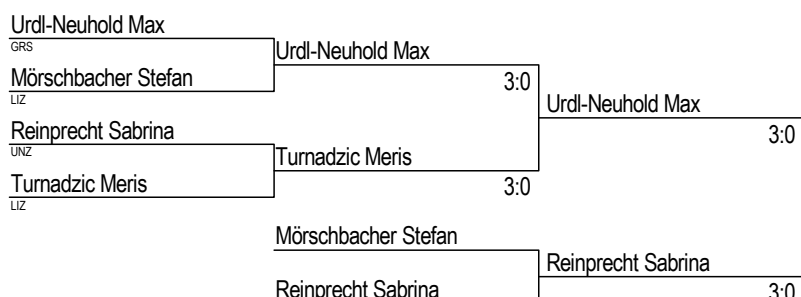 Urdl-Neuhold Max
GRS
Urdl-Neuhold Max
Mörschbacher Stefan
3:0
LIZ
Urdl-Neuhold Max
Reinprecht Sabrina
3:0
UNZ
Turnadzic Meris
Turnadzic Meris
3:0
LIZ
Mörschbacher Stefan
Reinprecht Sabrina
Reinprecht Sabrina
3:0